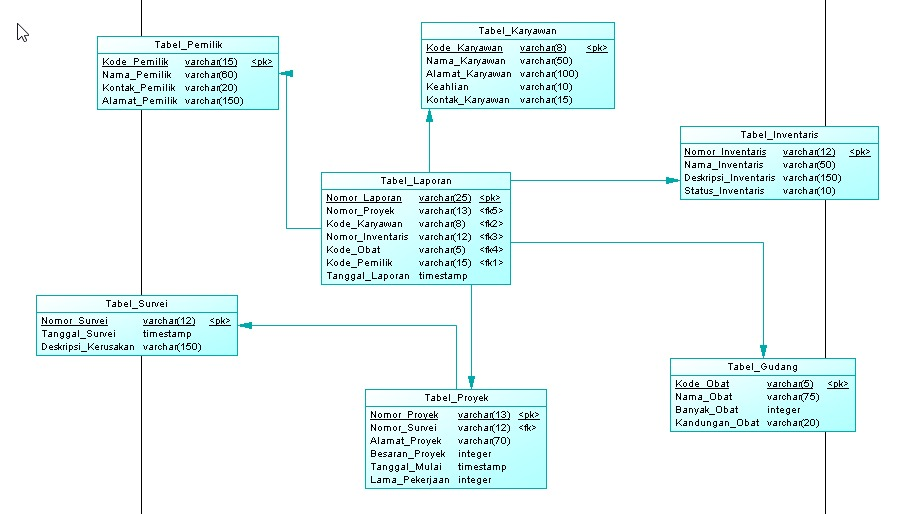 Tabel_Pemilik
Kode_Pemilik varchar(15) <pk>
Nama_Pemilik varchar(60)
Kontak_Pemilik varchar(20)
Alamat_Pemilik varchar(150)
Tabel_Karyawan
Kode_Karyawan varchar(8) <pk>
Nama_Karyawan varchar(50)
Alamat_Karyawan varchar(100)
Keahlian varchar(10)
Kontak_Karyawan varchar(15)
Tabel_Inventaris
Nomor_Inventaris varchar(12) <pk>
Nama_Inventaris varchar(50)
Deskripsi_Inventaris varchar(150)
Status_Inventaris varchar(10)
Tabel_Laporan
Nomor_Laporan varchar(25) <pk>
Nomor_Proyek varchar(13) <fk5>
Kode_Karyawan varchar(8) <fk2>
Nomor_Inventaris varchar(12) <fk3>
Kode_Obat varchar(5) <fk4>
Kode_Pemilik varchar(15) <fk1>
Tanggal_Laporan timestamp
Tabel_Survei
Nomor_Survei varchar(12) <pk>
Tanggal_Survei timestamp
Deskripsi_Kerusakan varchar(150)
Tabel_Proyek
Nomor_Proyek varchar(13) <pk>
Nomor_Survei varchar(12) <fk>
Alamat_Proyek varchar(70)
Besaran_Proyek integer
Tanggal_Mulai timestamp
Lama_Pekerjaan integer
Tabel_Gudang
Kode_Obat varchar(5) <pk>
Nama_Obat varchar(75)
Banyak_Obat integer
Kandungan_Obat varchar(20)